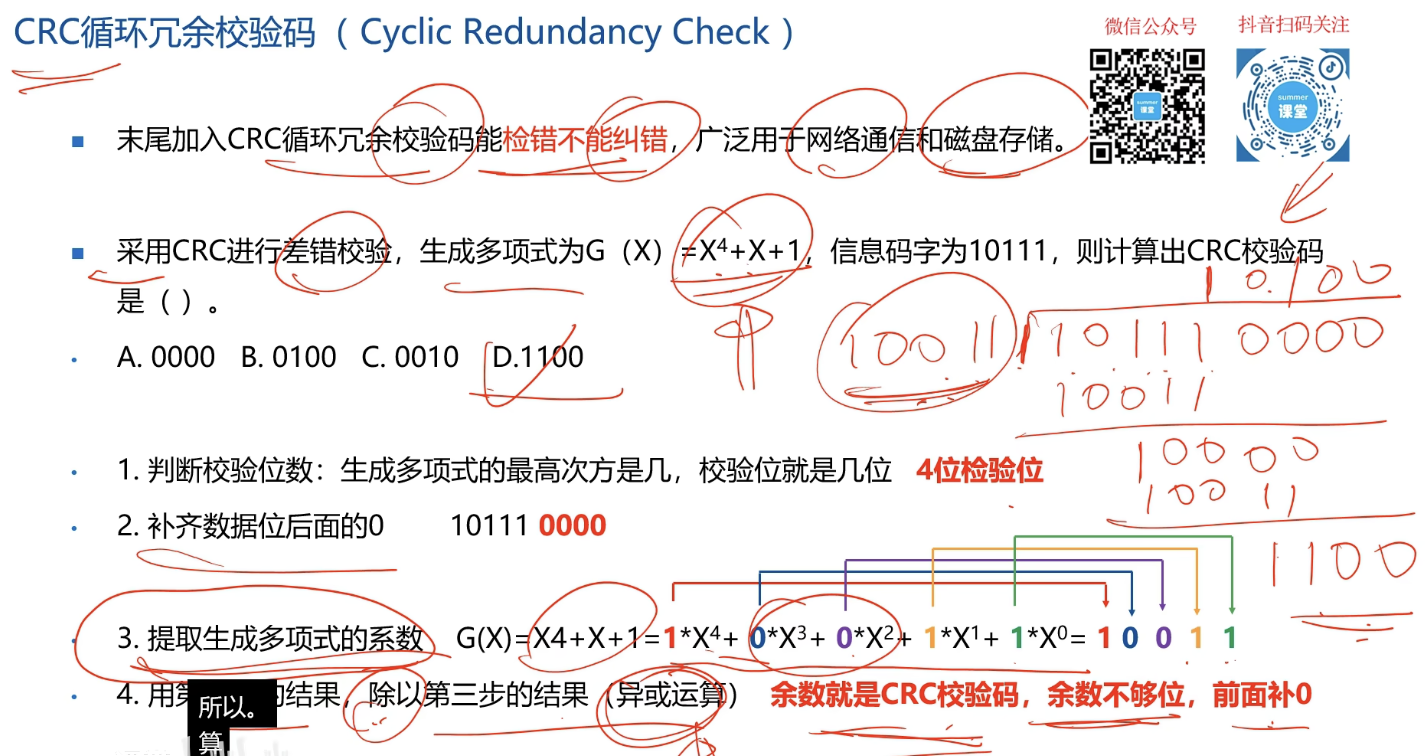 CRC循环冗余校验码（Cyclic Redundancy Check）
微信公众号
抖音扫码关注
summer
课堂
summer
课堂
末尾加入CRC循环冗余校验码能检错不能纠错，广泛用于网络通信和磁盘存储。
采用CRC进行差错校验，生成多项式为G（X）=X⁴+X+1，信息码字为10111，则计算出CRC校验码
是（ ）。
A. 0000 B. 0100 C. 0010 D.1100
10100
10011 10111 0000
10011
10000
10011
1100
1. 判断校验位数：生成多项式的最高次方是几，校验位就是几位 4位检验位
2. 补齐数据位后面的0 10111 0000
3. 提取生成多项式的系数 G(X)=X4+X+1=1*X⁴+ 0*X³+ 0*X²+ 1*X¹+ 1*X⁰= 1 0 0 1 1
4. 用第的结果，除以第三步的结果（异或运算） 余数就是CRC校验码，余数不够位，前面补0
所以。
算